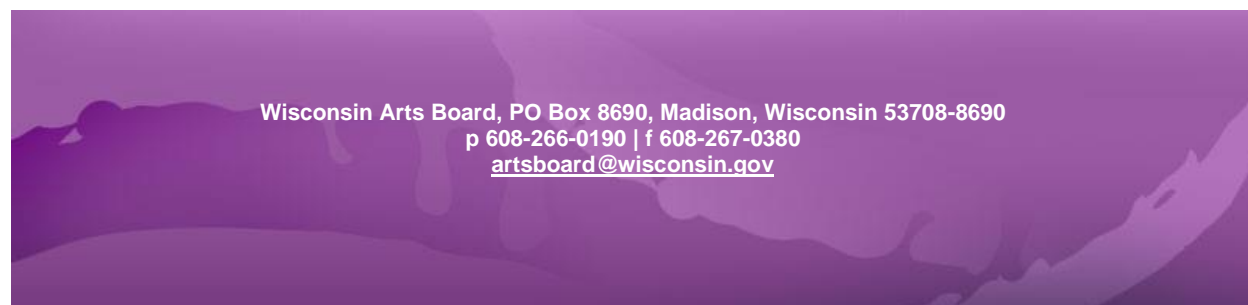 Wisconsin Arts Board, PO Box 8690, Madison, Wisconsin 53708-8690
p 608-266-0190 | f 608-267-0380
artsboard@wisconsin.gov